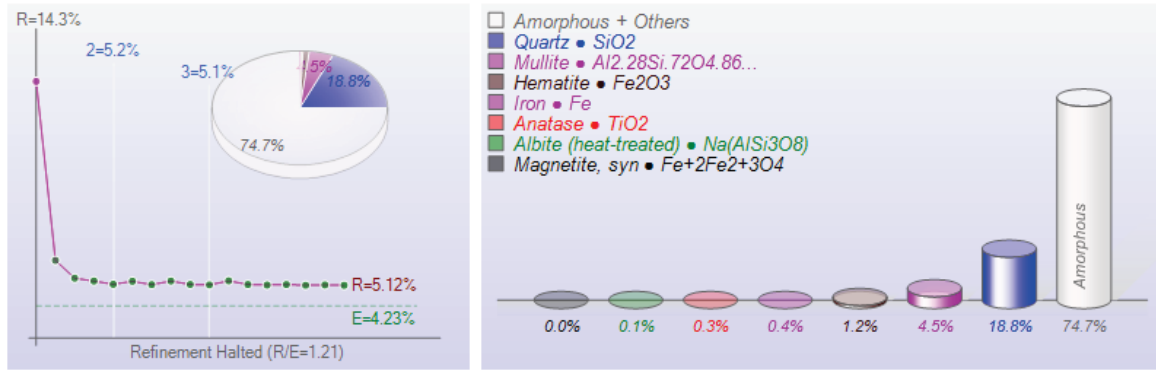 R=14.3%
2=5.2%
3=5.1%
.5%
18.8%
74.7%
R=5.12%
E=4.23%
Refinement Halted (R/E=1.21)
Amorphous + Others
Quartz ● SiO2
Mullite ● Al2.28Si.72O4.86...
Hematite ● Fe2O3
Iron ● Fe
Anatase ● TiO2
Albite (heat-treated) ● Na(AlSi3O8)
Magnetite, syn ● Fe+2Fe2+3O4
Amorphous
0.0% 0.1% 0.3% 0.4% 1.2% 4.5% 18.8% 74.7%